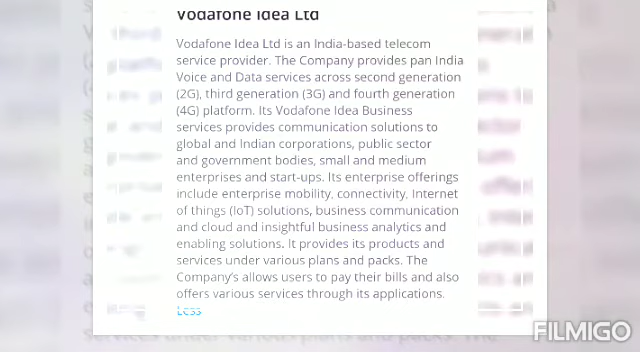 Vodafone Idea Ltd
Vodafone Idea Ltd is an India-based telecom
service provider. The Company provides pan India
Voice and Data services across second generation
(2G), third generation (3G) and fourth generation
(4G) platform. Its Vodafone Idea Business
services provides communication solutions to
global and Indian corporations, public sector
and government bodies, small and medium
enterprises and start-ups. Its enterprise offerings
include enterprise mobility, connectivity, Internet
of things (IoT) solutions, business communication
and cloud and insightful business analytics and
enabling solutions. It provides its products and
services under various plans and packs. The
Company's allows users to pay their bills and also
offers various services through its applications.
Less
FILMIGO